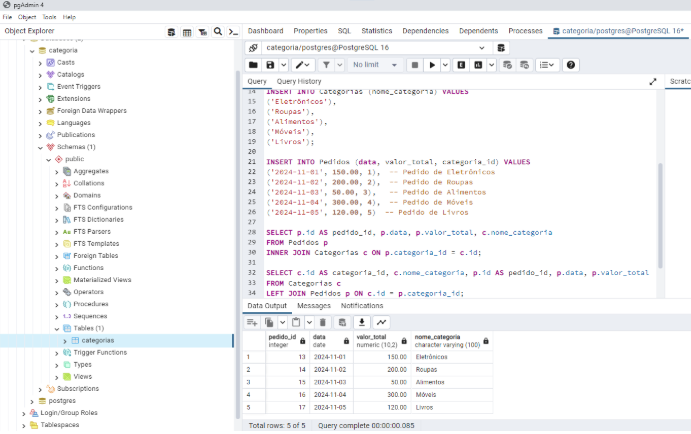 pgAdmin 4
File Object Tools Help
Object Explorer
Dashboard Properties SQL Statistics Dependencies Dependents Processes categoria/postgres@PostgreSQL 16*
categoria/postgres@PostgreSQL 16
No limit
Query Query History
Scratc
categoria
Casts
Catalogs
Event Triggers
Extensions
Foreign Data Wrappers
Languages
Publications
Schemas (1)
public
Aggregates
Collations
Domains
FTS Configurations
FTS Dictionaries
FTS Parsers
FTS Templates
Foreign Tables
Functions
Materialized Views
Operators
Procedures
Sequences
Tables (1)
categorias
Trigger Functions
Types
Views
Subscriptions
postgres
Login/Group Roles
Tablespaces
14 INSERT INTO Categorias (nome_categoria) VALUES
15 ('Eletrônicos'),
16 ('Roupas'),
17 ('Alimentos'),
18 ('Móveis'),
19 ('Livros');
20
21 INSERT INTO Pedidos (data, valor_total, categoria_id) VALUES
22 ('2024-11-01', 150.00, 1), -- Pedido de Eletrônicos
23 ('2024-11-02', 200.00, 2), -- Pedido de Roupas
24 ('2024-11-03', 50.00, 3), -- Pedido de Alimentos
25 ('2024-11-04', 300.00, 4), -- Pedido de Móveis
26 ('2024-11-05', 120.00, 5) -- Pedido de Livros
27
28 SELECT p.id AS pedido_id, p.data, p.valor_total, c.nome_categoria
29 FROM Pedidos p
30 INNER JOIN Categorias c ON p.categoria_id = c.id;
31
32 SELECT c.id AS categoria_id, c.nome_categoria, p.id AS pedido_id, p.data, p.valor_total
33 FROM Categorias c
34 LEFT JOIN Pedidos p ON c.id = p.categoria_id;
Data Output Messages Notifications
pedido_id data valor_total nome_categoria
integer date numeric (10,2) character varying (100)
1 13 2024-11-01 150.00 Eletrônicos
2 14 2024-11-02 200.00 Roupas
3 15 2024-11-03 50.00 Alimentos
4 16 2024-11-04 300.00 Móveis
5 17 2024-11-05 120.00 Livros
Total rows: 5 of 5 Query complete 00:00:00.085